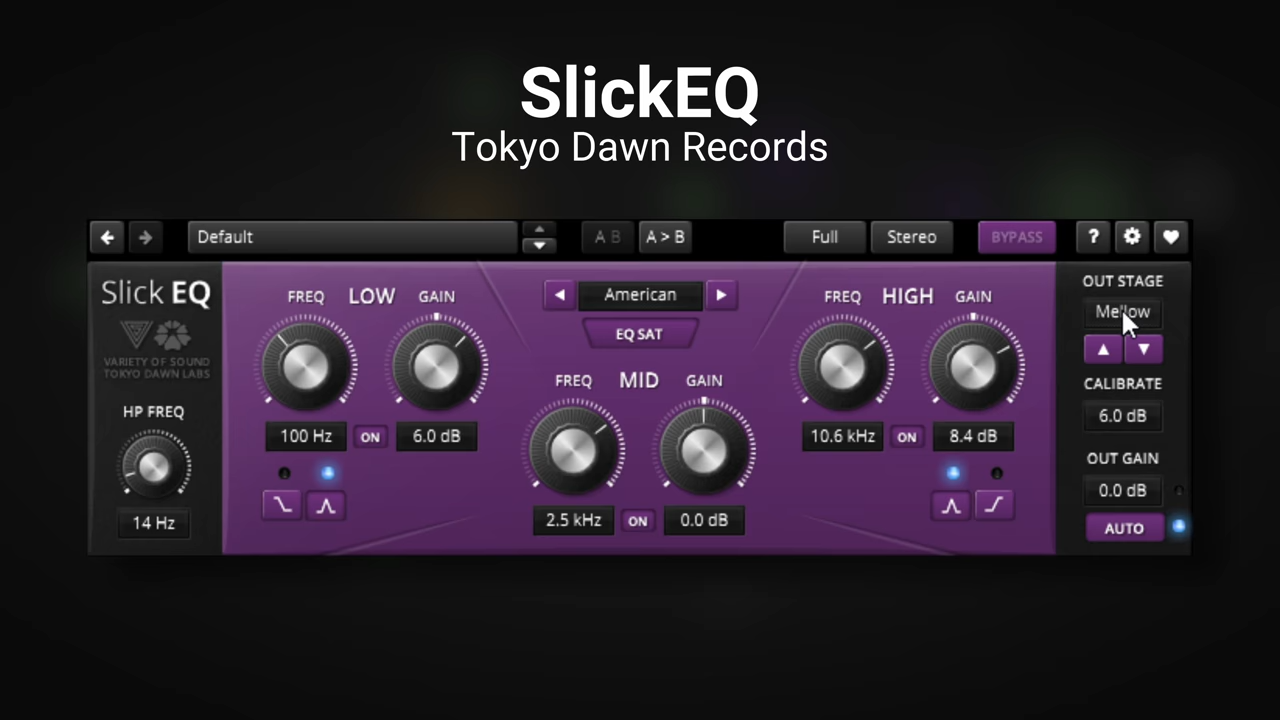 SlickEQ
Tokyo Dawn Records
Default
A B
A > B
Full
Stereo
BYPASS
?
Slick EQ
VARIETY OF SOUND
TOKYO DAWN LABS
HP FREQ
14 Hz
FREQ LOW GAIN
100 Hz ON 6.0 dB
American
EQ SAT
FREQ MID GAIN
2.5 kHz ON 0.0 dB
FREQ HIGH GAIN
10.6 kHz ON 8.4 dB
OUT STAGE
Mellow
CALIBRATE
6.0 dB
OUT GAIN
0.0 dB
AUTO